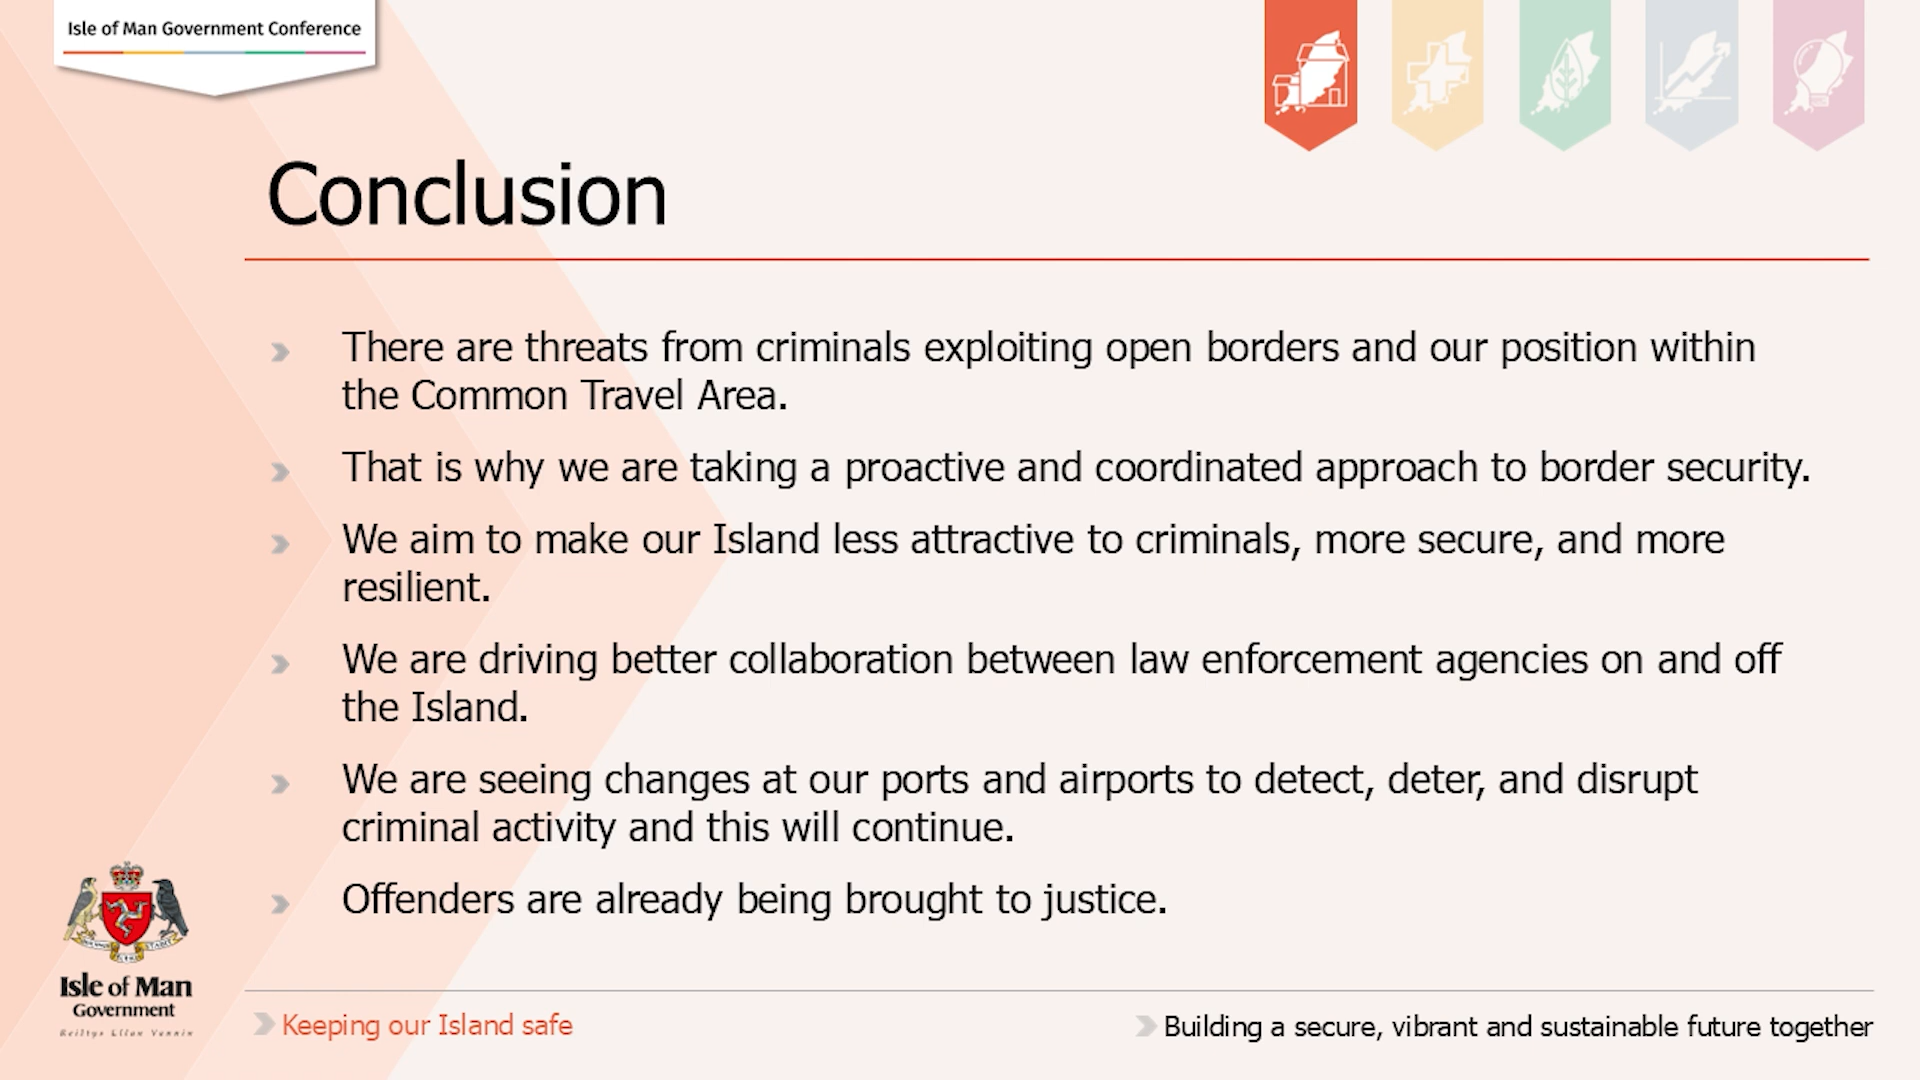 Isle of Man Government Conference
Conclusion
There are threats from criminals exploiting open borders and our position within
the Common Travel Area.
That is why we are taking a proactive and coordinated approach to border security.
We aim to make our Island less attractive to criminals, more secure, and more
resilient.
We are driving better collaboration between law enforcement agencies on and off
the Island.
We are seeing changes at our ports and airports to detect, deter, and disrupt
criminal activity and this will continue.
Offenders are already being brought to justice.
Isle of Man
Government
Reiltys Ellan Vannin
Keeping our Island safe
Building a secure, vibrant and sustainable future together